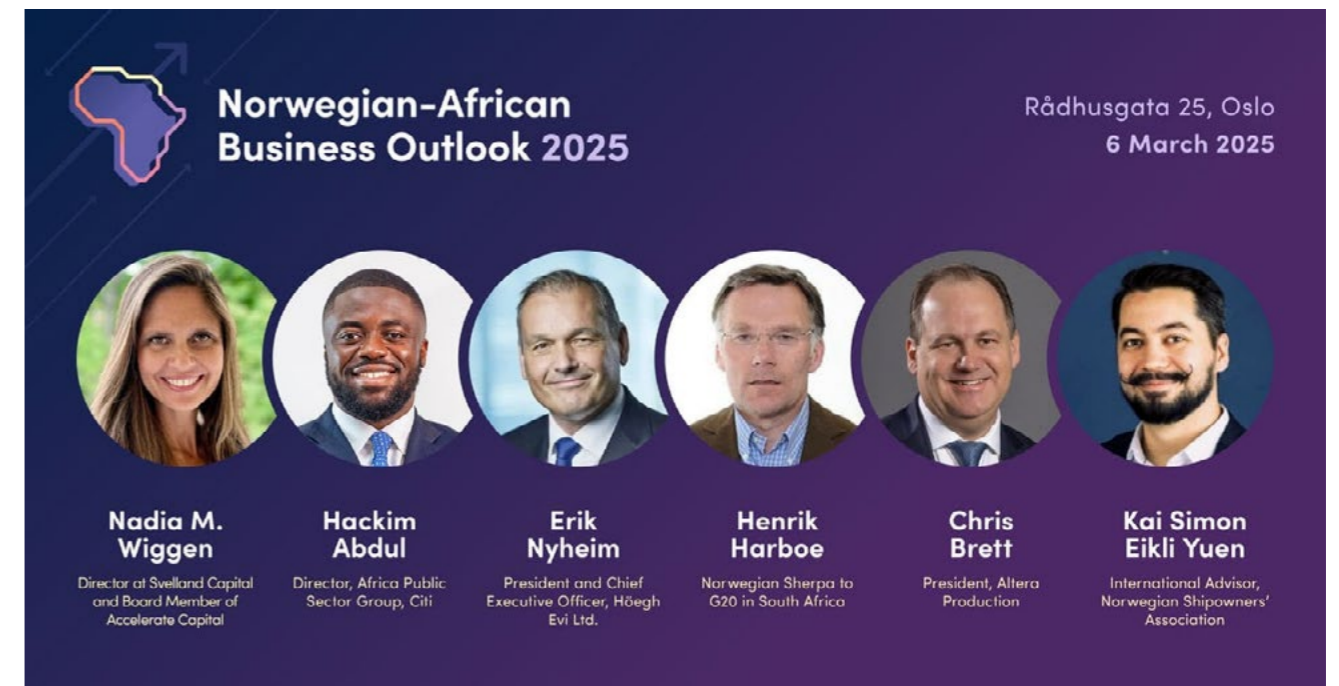 Norwegian-African
Business Outlook 2025
Rådhusgata 25, Oslo
6 March 2025
Nadia M.
Wiggen
Director at Svelland Capital
and Board Member of
Accelerate Capital
Hackim
Abdul
Director, Africa Public
Sector Group, Citi
Erik
Nyheim
President and Chief
Executive Officer, Höegh
Evi Ltd.
Henrik
Harboe
Norwegian Sherpa to
G20 in South Africa
Chris
Brett
President, Altera
Production
Kai Simon
Eikli Yuen
International Advisor,
Norwegian Shipowners’
Association